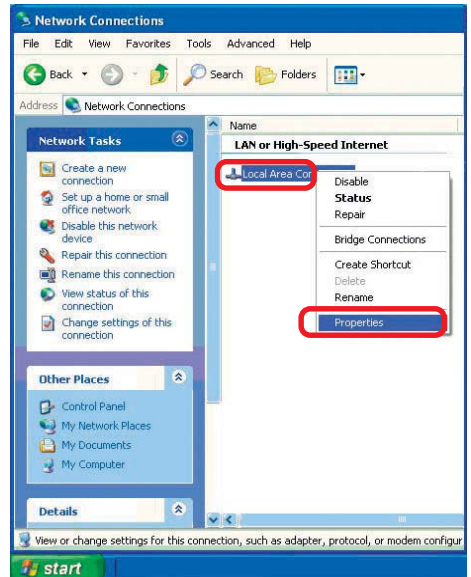 Network Connections
File Edit View Favorites Tools Advanced Help
Back Search Folders
Address Network Connections
Network Tasks
Create a new
connection
Set up a home or small
office network
Disable this network
device
Repair this connection
Rename this connection
View status of this
connection
Change settings of this
connection
Other Places
Control Panel
My Network Places
My Documents
My Computer
Details
Name
LAN or High-Speed Internet
Local Area Con
Disable
Status
Repair
Bridge Connections
Create Shortcut
Delete
Rename
Properties
View or change settings for this connection, such as adapter, protocol, or modem configur
start